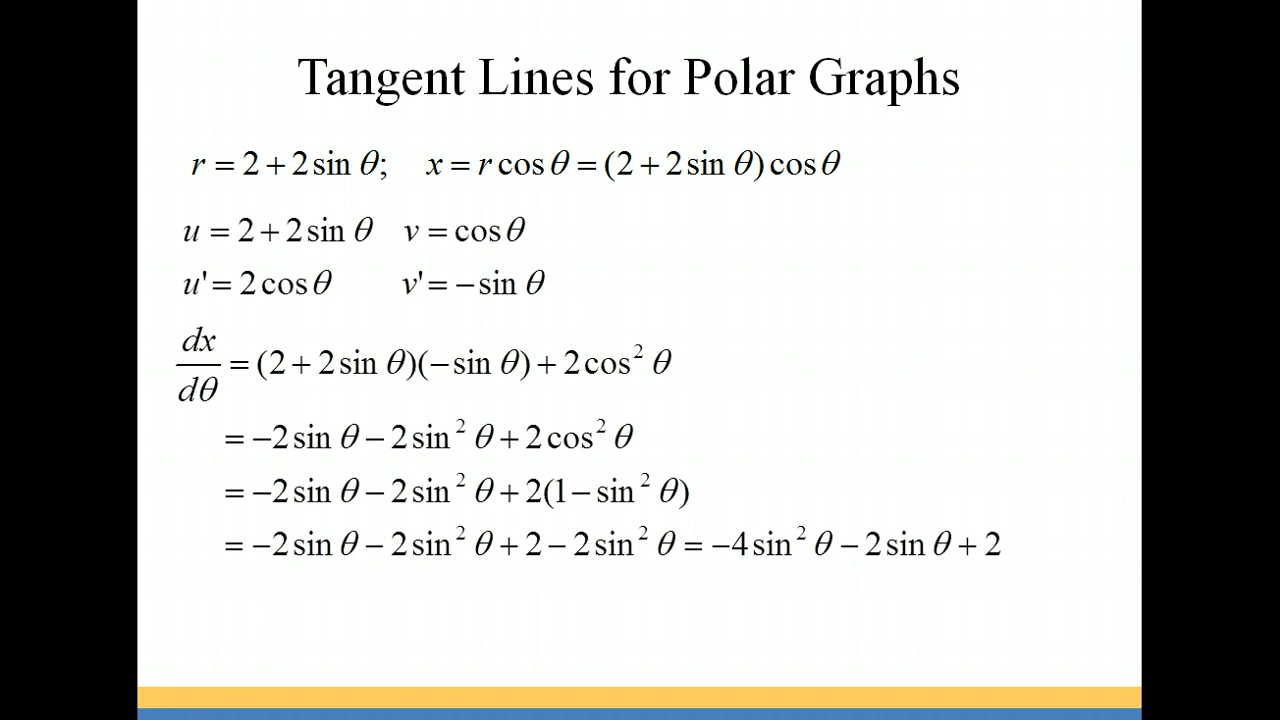 Tangent Lines for Polar Graphs
r = 2 + 2 sin θ; x = r cos θ = (2 + 2 sin θ) cos θ
u = 2 + 2 sin θ v = cos θ
u' = 2 cos θ v' = − sin θ
dx/dθ = (2 + 2 sin θ)(− sin θ) + 2 cos² θ
= −2 sin θ − 2 sin² θ + 2 cos² θ
= −2 sin θ − 2 sin² θ + 2(1 − sin² θ)
= −2 sin θ − 2 sin² θ + 2 − 2 sin² θ = −4 sin² θ − 2 sin θ + 2